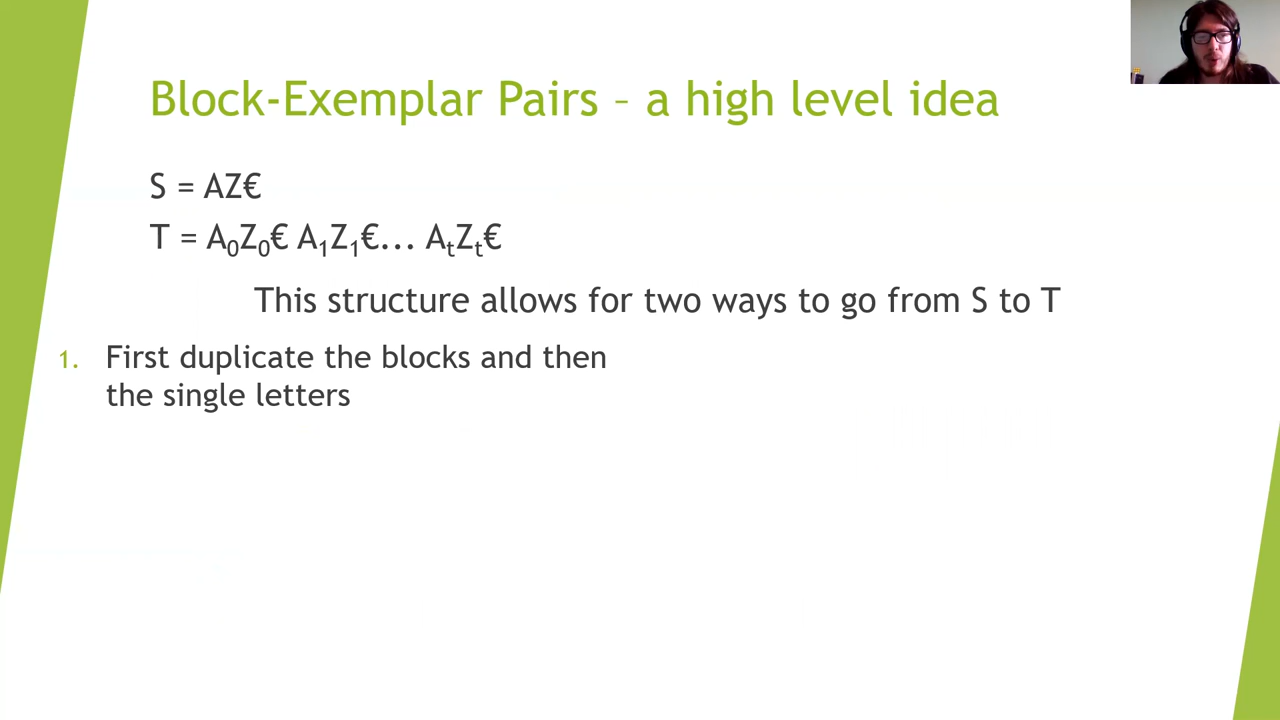 Block-Exemplar Pairs – a high level idea
S = AZ€
T = A₀Z₀€ A₁Z₁€... AₜZₜ€
This structure allows for two ways to go from S to T
1. First duplicate the blocks and then
the single letters